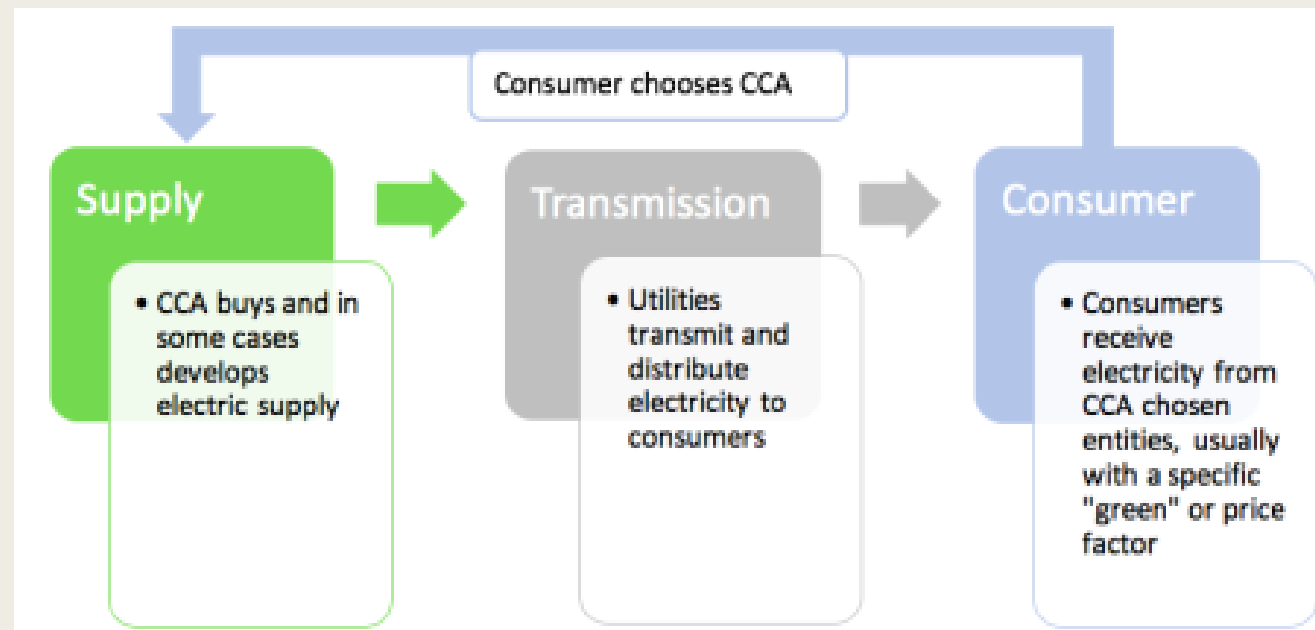 Consumer chooses CCA
Supply
• CCA buys and in
some cases
develops
electric supply
Transmission
• Utilities
transmit and
distribute
electricity to
consumers
Consumer
• Consumers
receive
electricity from
CCA chosen
entities, usually
with a specific
"green" or price
factor